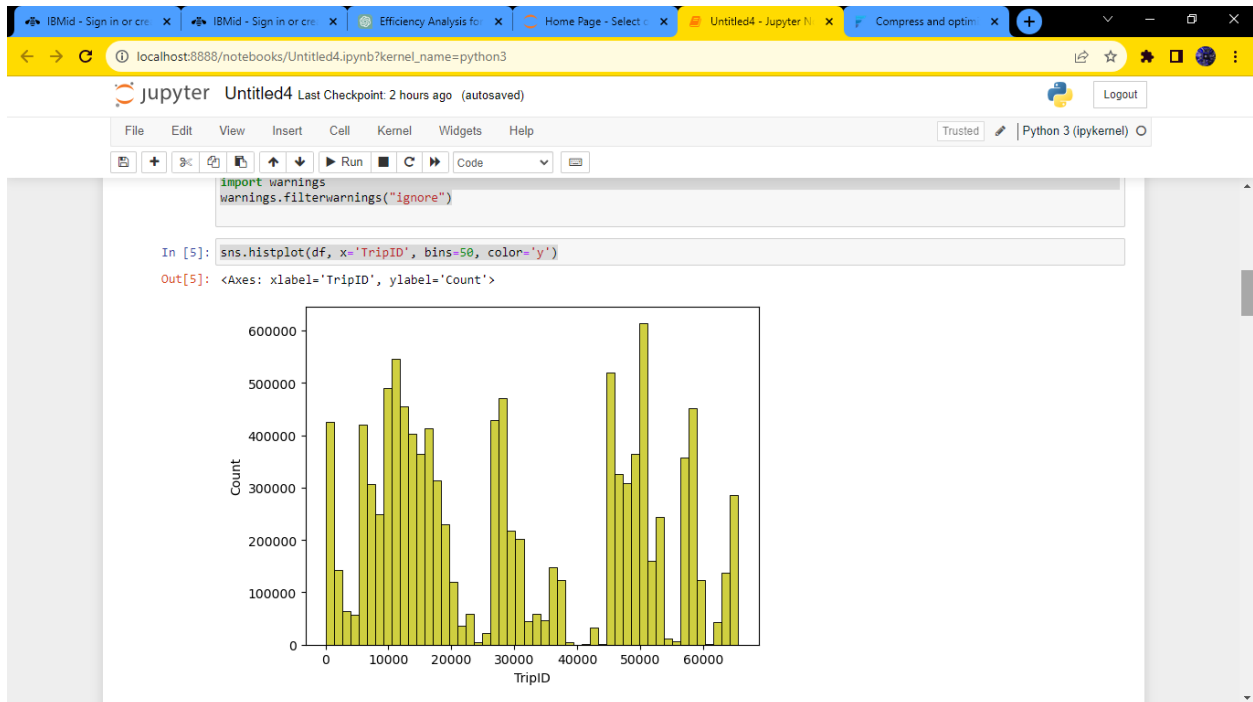 IBMid - Sign in or cre
IBMid - Sign in or cre
Efficiency Analysis for
Home Page - Select c
Untitled4 - Jupyter N
Compress and optim
localhost:8888/notebooks/Untitled4.ipynb?kernel_name=python3
jupyter Untitled4 Last Checkpoint: 2 hours ago (autosaved)
Logout
File Edit View Insert Cell Kernel Widgets Help
Trusted Python 3 (ipykernel)
Run Code
import warnings
warnings.filterwarnings("ignore")
In [5]: sns.histplot(df, x='TripID', bins=50, color='y')
Out[5]: <Axes: xlabel='TripID', ylabel='Count'>
600000
500000
400000
300000
200000
100000
0
Count
0 10000 20000 30000 40000 50000 60000
TripID